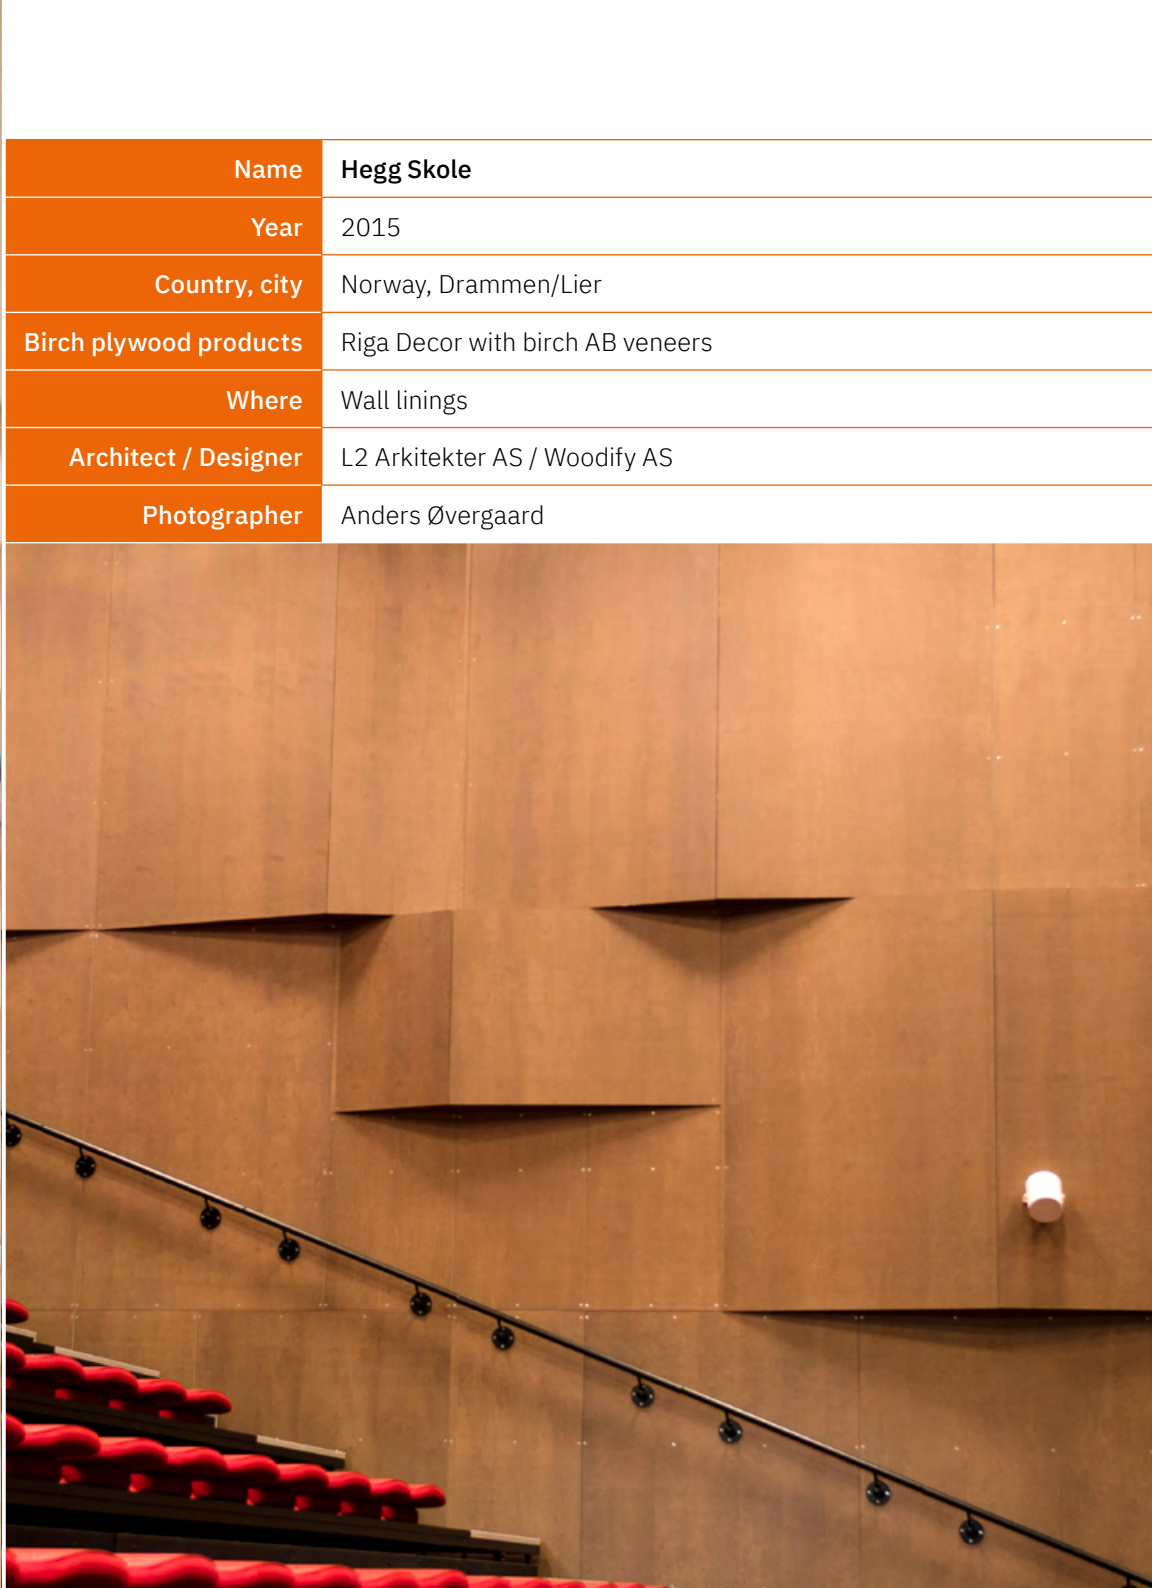 Name Hegg Skole
Year 2015
Country, city Norway, Drammen/Lier
Birch plywood products Riga Decor with birch AB veneers
Where Wall linings
Architect / Designer L2 Arkitekter AS / Woodify AS
Photographer Anders Øvergaard